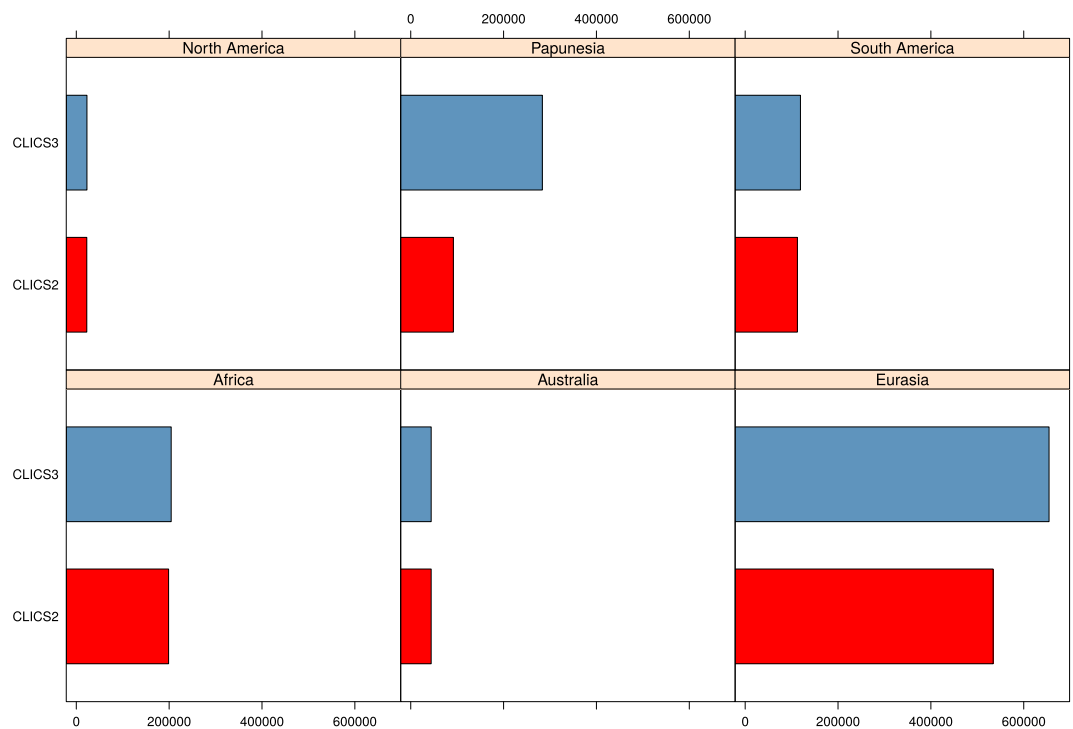 0 200000 400000 600000
North America Papunesia South America
CLICS3
CLICS2
Africa Australia Eurasia
CLICS3
CLICS2
0 200000 400000 600000 0 200000 400000 600000